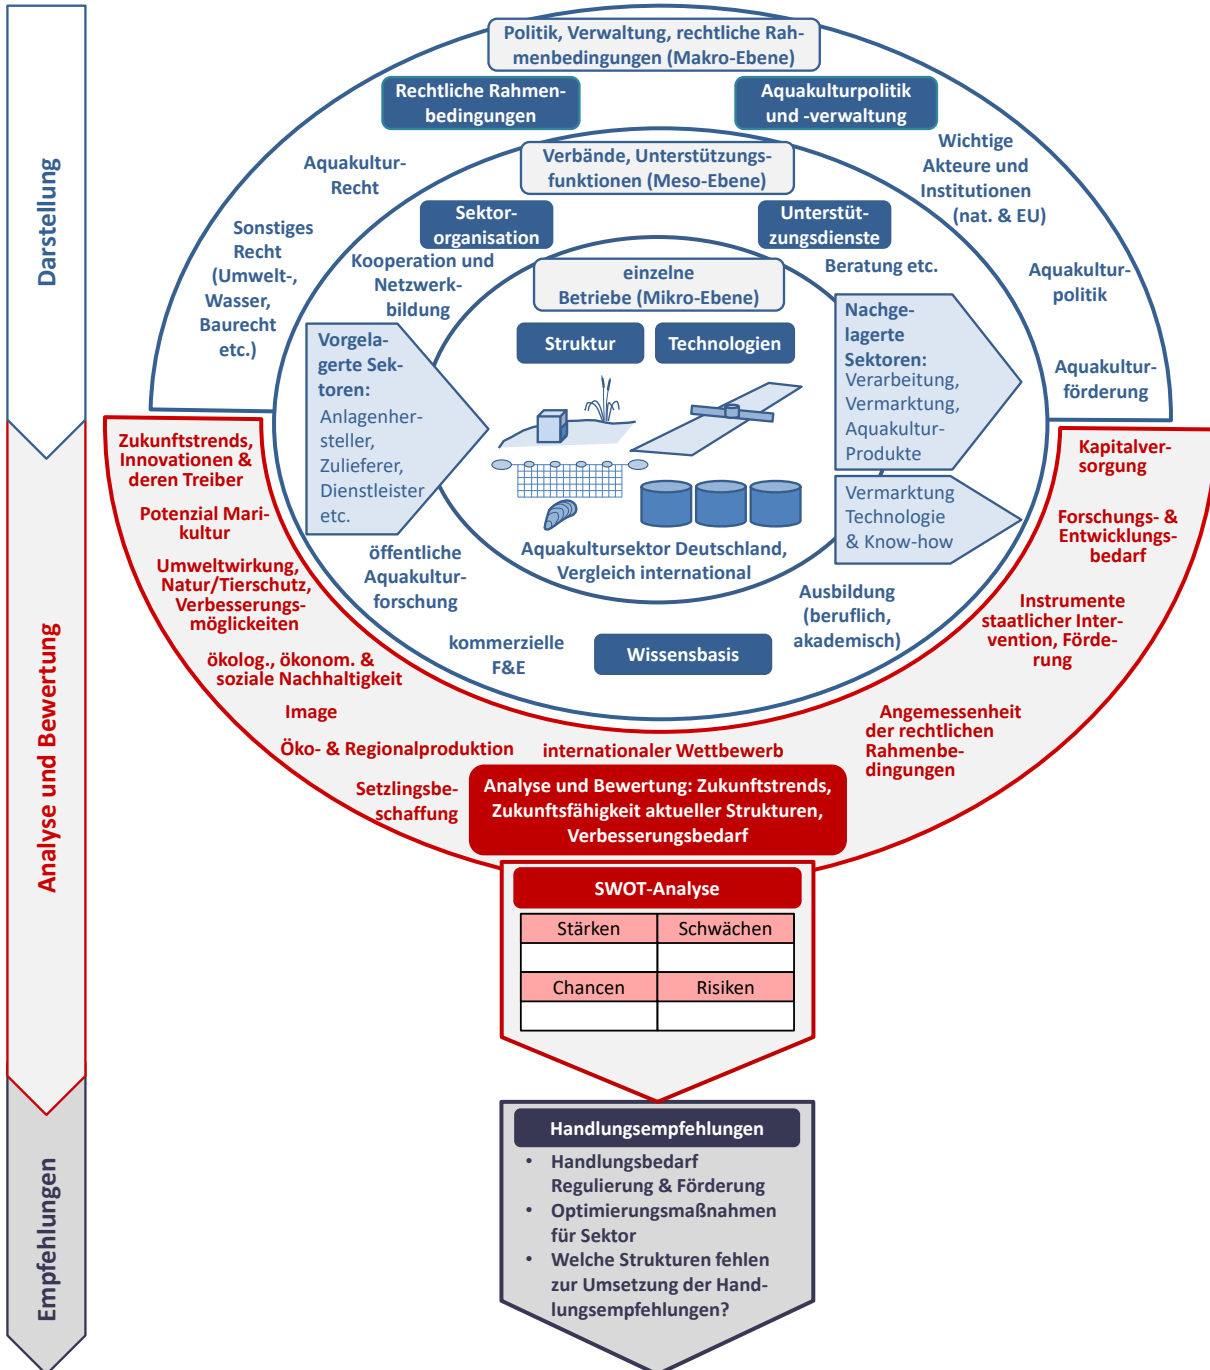 Darstellung
Politik, Verwaltung, rechtliche Rah-
menbedingungen (Makro-Ebene)
Rechtliche Rahmen-
bedingungen
Aquakulturpolitik
und -verwaltung
Aquakultur-
Recht
Wichtige
Akteure und
Institutionen
(nat. & EU)
Verbände, Unterstützungs-
funktionen (Meso-Ebene)
Sektor-
organisation
Unterstüt-
zungsdienste
Sonstiges
Recht
(Umwelt-,
Wasser,
Baurecht
etc.)
Kooperation und
Netzwerk-
bildung
Beratung etc.
Aquakultur-
politik
Aquakultur-
förderung
einzelne
Betriebe (Mikro-Ebene)
Struktur
Technologien
Vorgela-
gerte Sek-
toren:
Anlagenher-
steller,
Zulieferer,
Dienstleister
etc.
Nachge-
lagerte
Sektoren:
Verarbeitung,
Vermarktung,
Aquakultur-
Produkte
Vermarktung
Technologie
& Know-how
Aquakultursektor Deutschland,
Vergleich international
öffentliche
Aquakultur-
forschung
kommerzielle
F&E
Wissensbasis
Ausbildung
(beruflich,
akademisch)
Analyse und Bewertung
Zukunftstrends,
Innovationen &
deren Treiber
Potenzial Mari-
kultur
Umweltwirkung,
Natur/Tierschutz,
Verbesserungs-
möglickeiten
ökolog., ökonom. &
soziale Nachhaltigkeit
Image
Öko- & Regionalproduktion
Setzlingsbe-
schaffung
internationaler Wettbewerb
Kapitalver-
sorgung
Forschungs- &
Entwicklungs-
bedarf
Instrumente
staatlicher Inter-
vention, Förde-
rung
Angemessenheit
der rechtlichen
Rahmenbe-
dingungen
Analyse und Bewertung: Zukunftstrends,
Zukunftsfähigkeit aktueller Strukturen,
Verbesserungsbedarf
SWOT-Analyse
Stärken
Schwächen
Chancen
Risiken
Empfehlungen
Handlungsempfehlungen
• Handlungsbedarf
Regulierung & Förderung
• Optimierungsmaßnahmen
für Sektor
• Welche Strukturen fehlen
zur Umsetzung der Hand-
lungsempfehlungen?